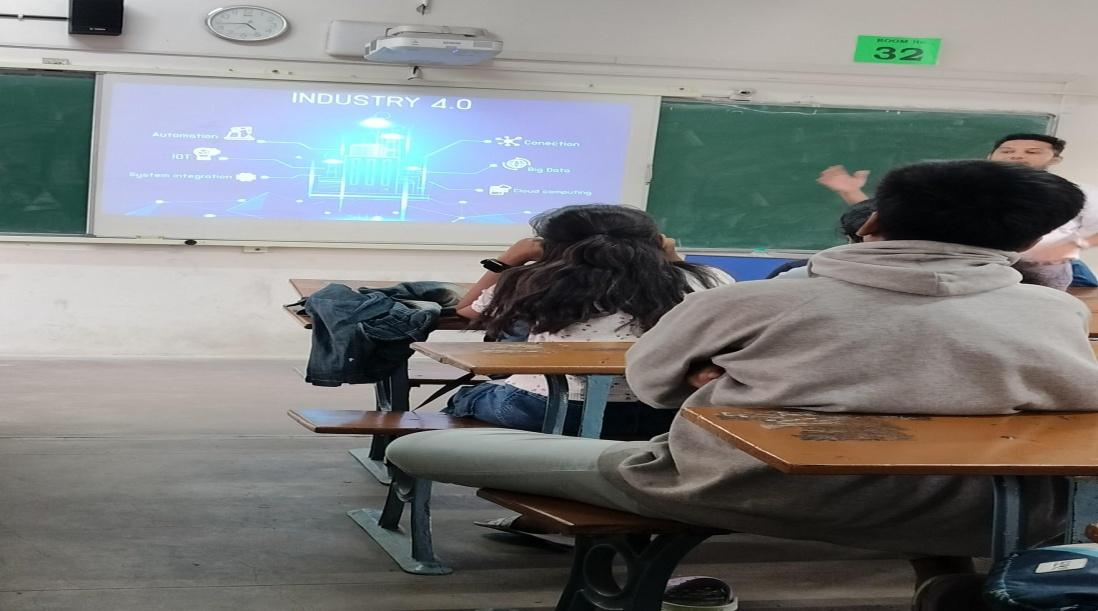 ROOM No.
32
INDUSTRY 4.0
Automation
IOT
System integration
Conection
Big Data
Cloud computing